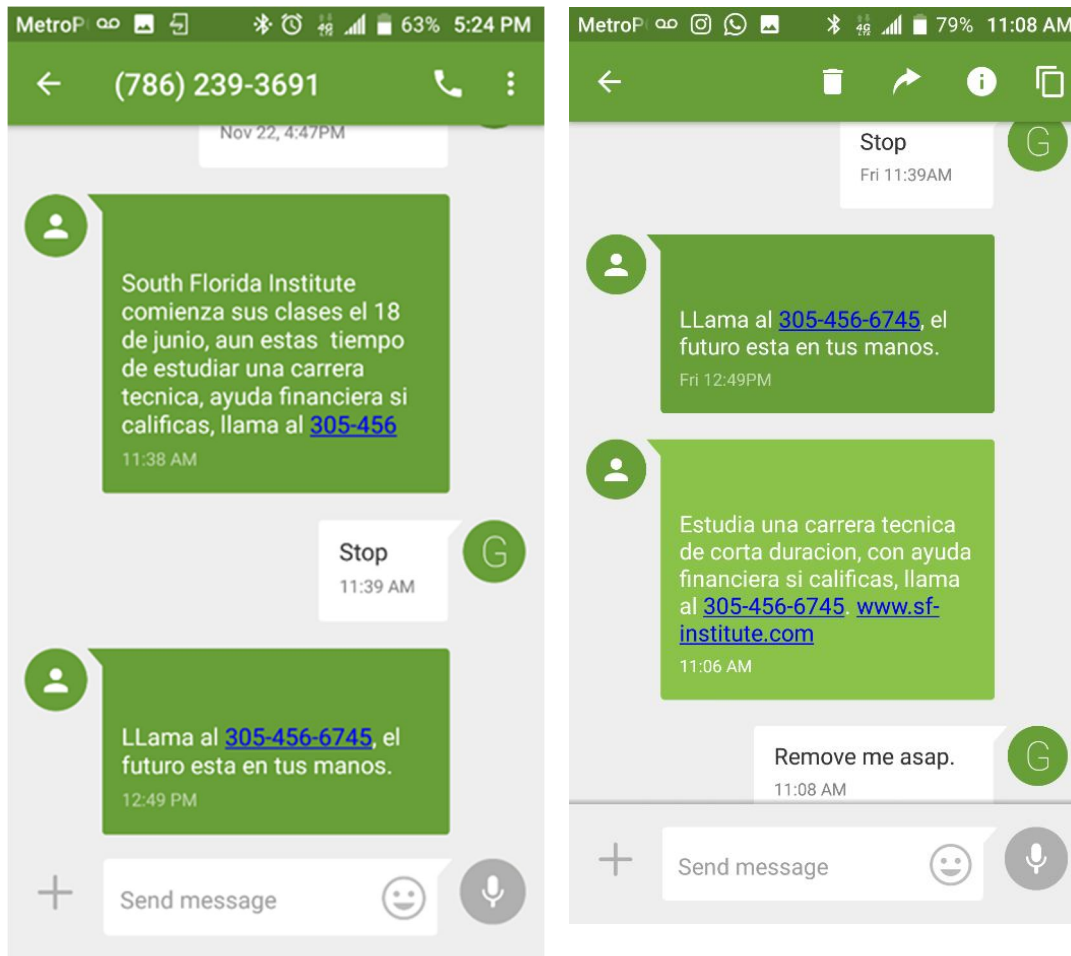 MetroP 63% 5:24 PM
(786) 239-3691
Nov 22, 4:47PM
South Florida Institute
comienza sus clases el 18
de junio, aun estas tiempo
de estudiar una carrera
tecnica, ayuda financiera si
calificas, llama al 305-456
11:38 AM
Stop
G
11:39 AM
LLama al 305-456-6745, el
futuro esta en tus manos.
12:49 PM
Send message
MetroP 4G 79% 11:08 AM
Stop
G
Fri 11:39AM
LLama al 305-456-6745, el
futuro esta en tus manos.
Fri 12:49PM
Estudia una carrera tecnica
de corta duracion, con ayuda
financiera si calificas, llama
al 305-456-6745. www.sf-
institute.com
11:06 AM
Remove me asap.
G
11:08 AM
Send message